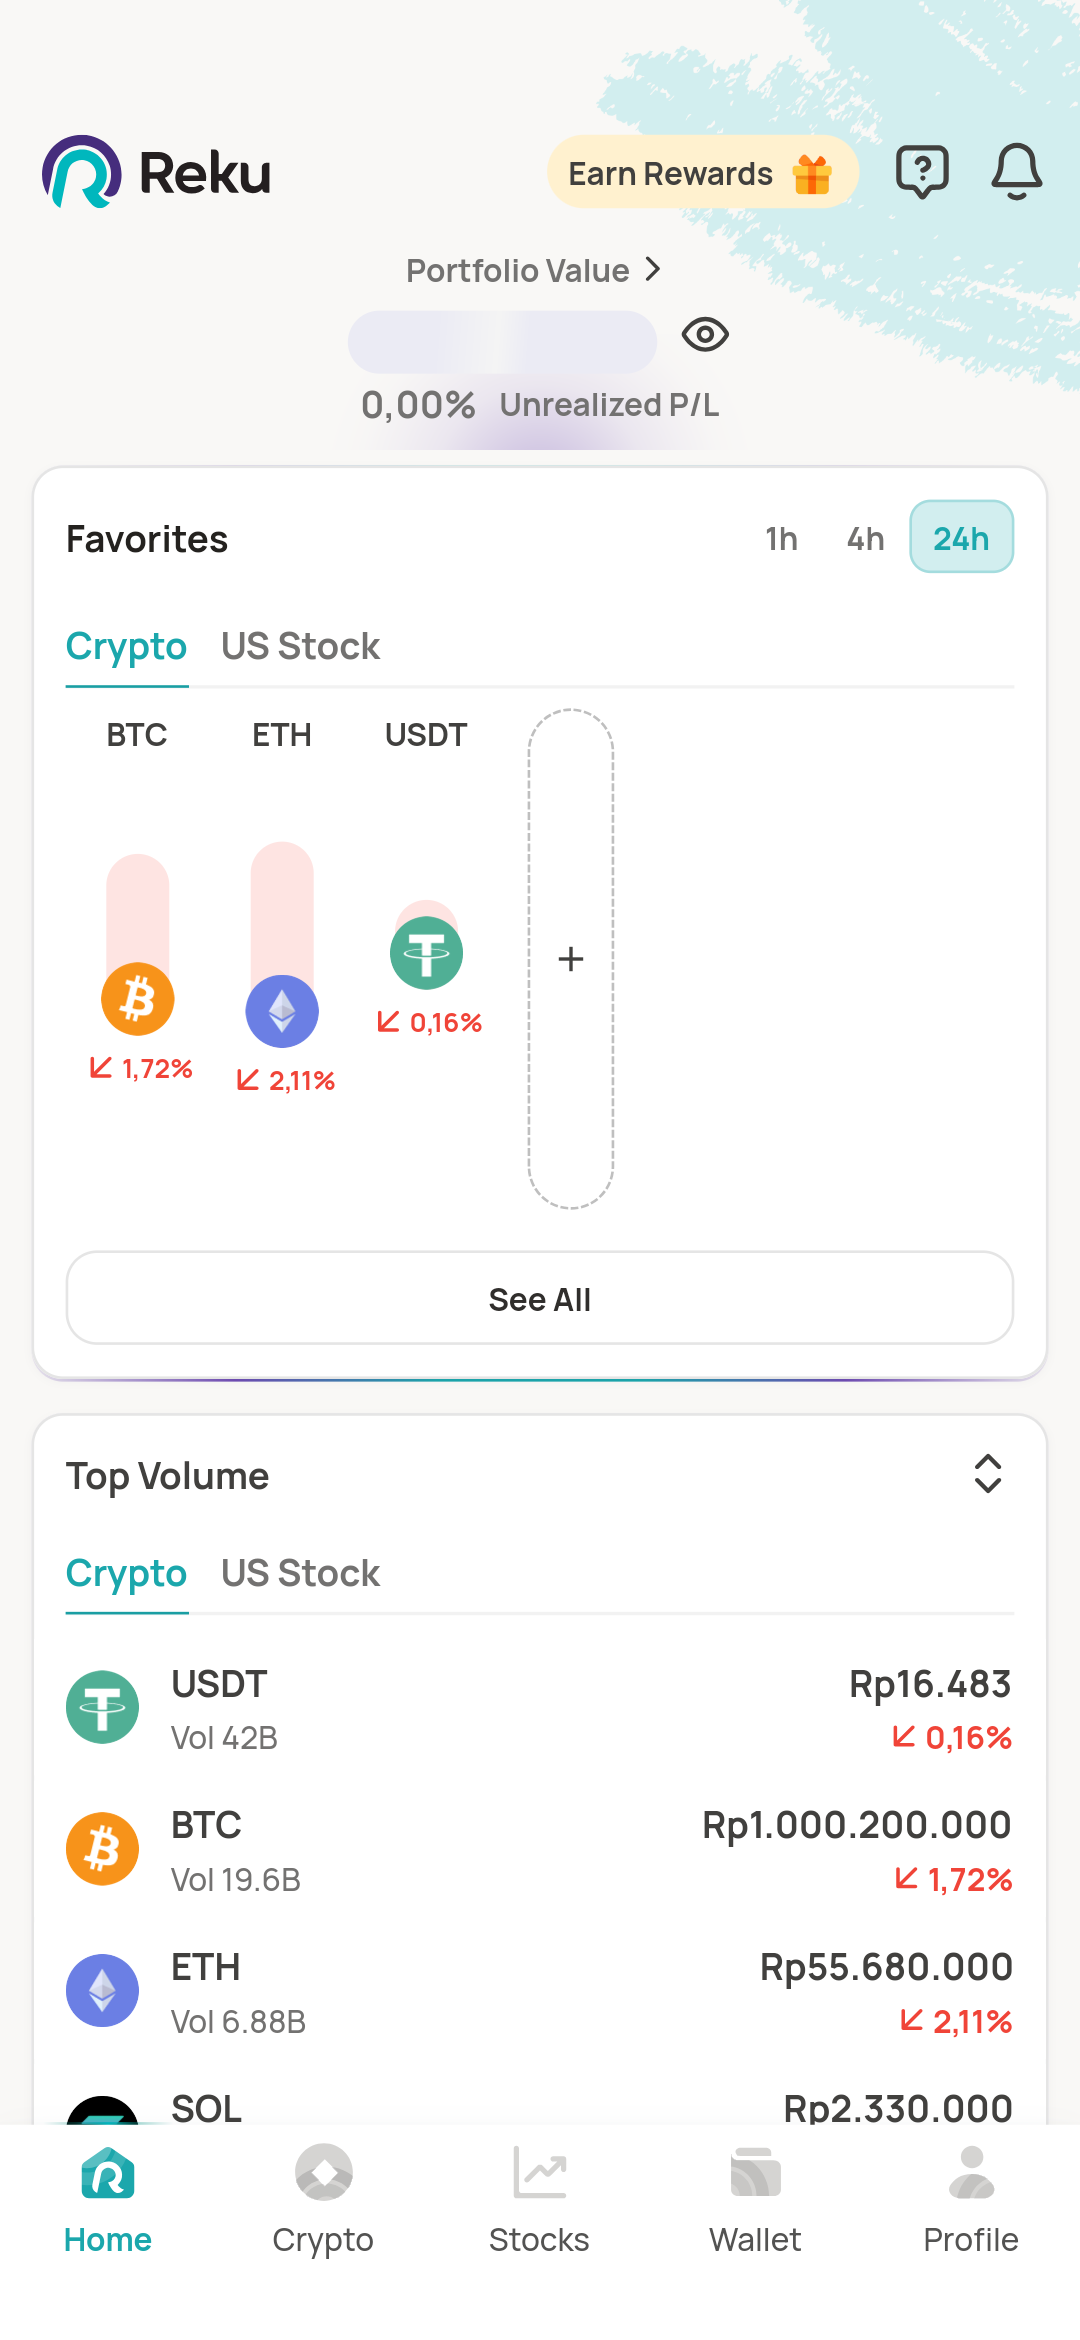 Reku
Earn Rewards
Portfolio Value
0,00% Unrealized P/L
Favorites
1h 4h 24h
Crypto US Stock
BTC ETH USDT
0,16%
1,72%
2,11%
See All
Top Volume
Crypto US Stock
USDT Rp16.483
Vol 42B 0,16%
BTC Rp1.000.200.000
Vol 19.6B 1,72%
ETH Rp55.680.000
Vol 6.88B 2,11%
SOL Rp2.330.000
Home Crypto Stocks Wallet Profile